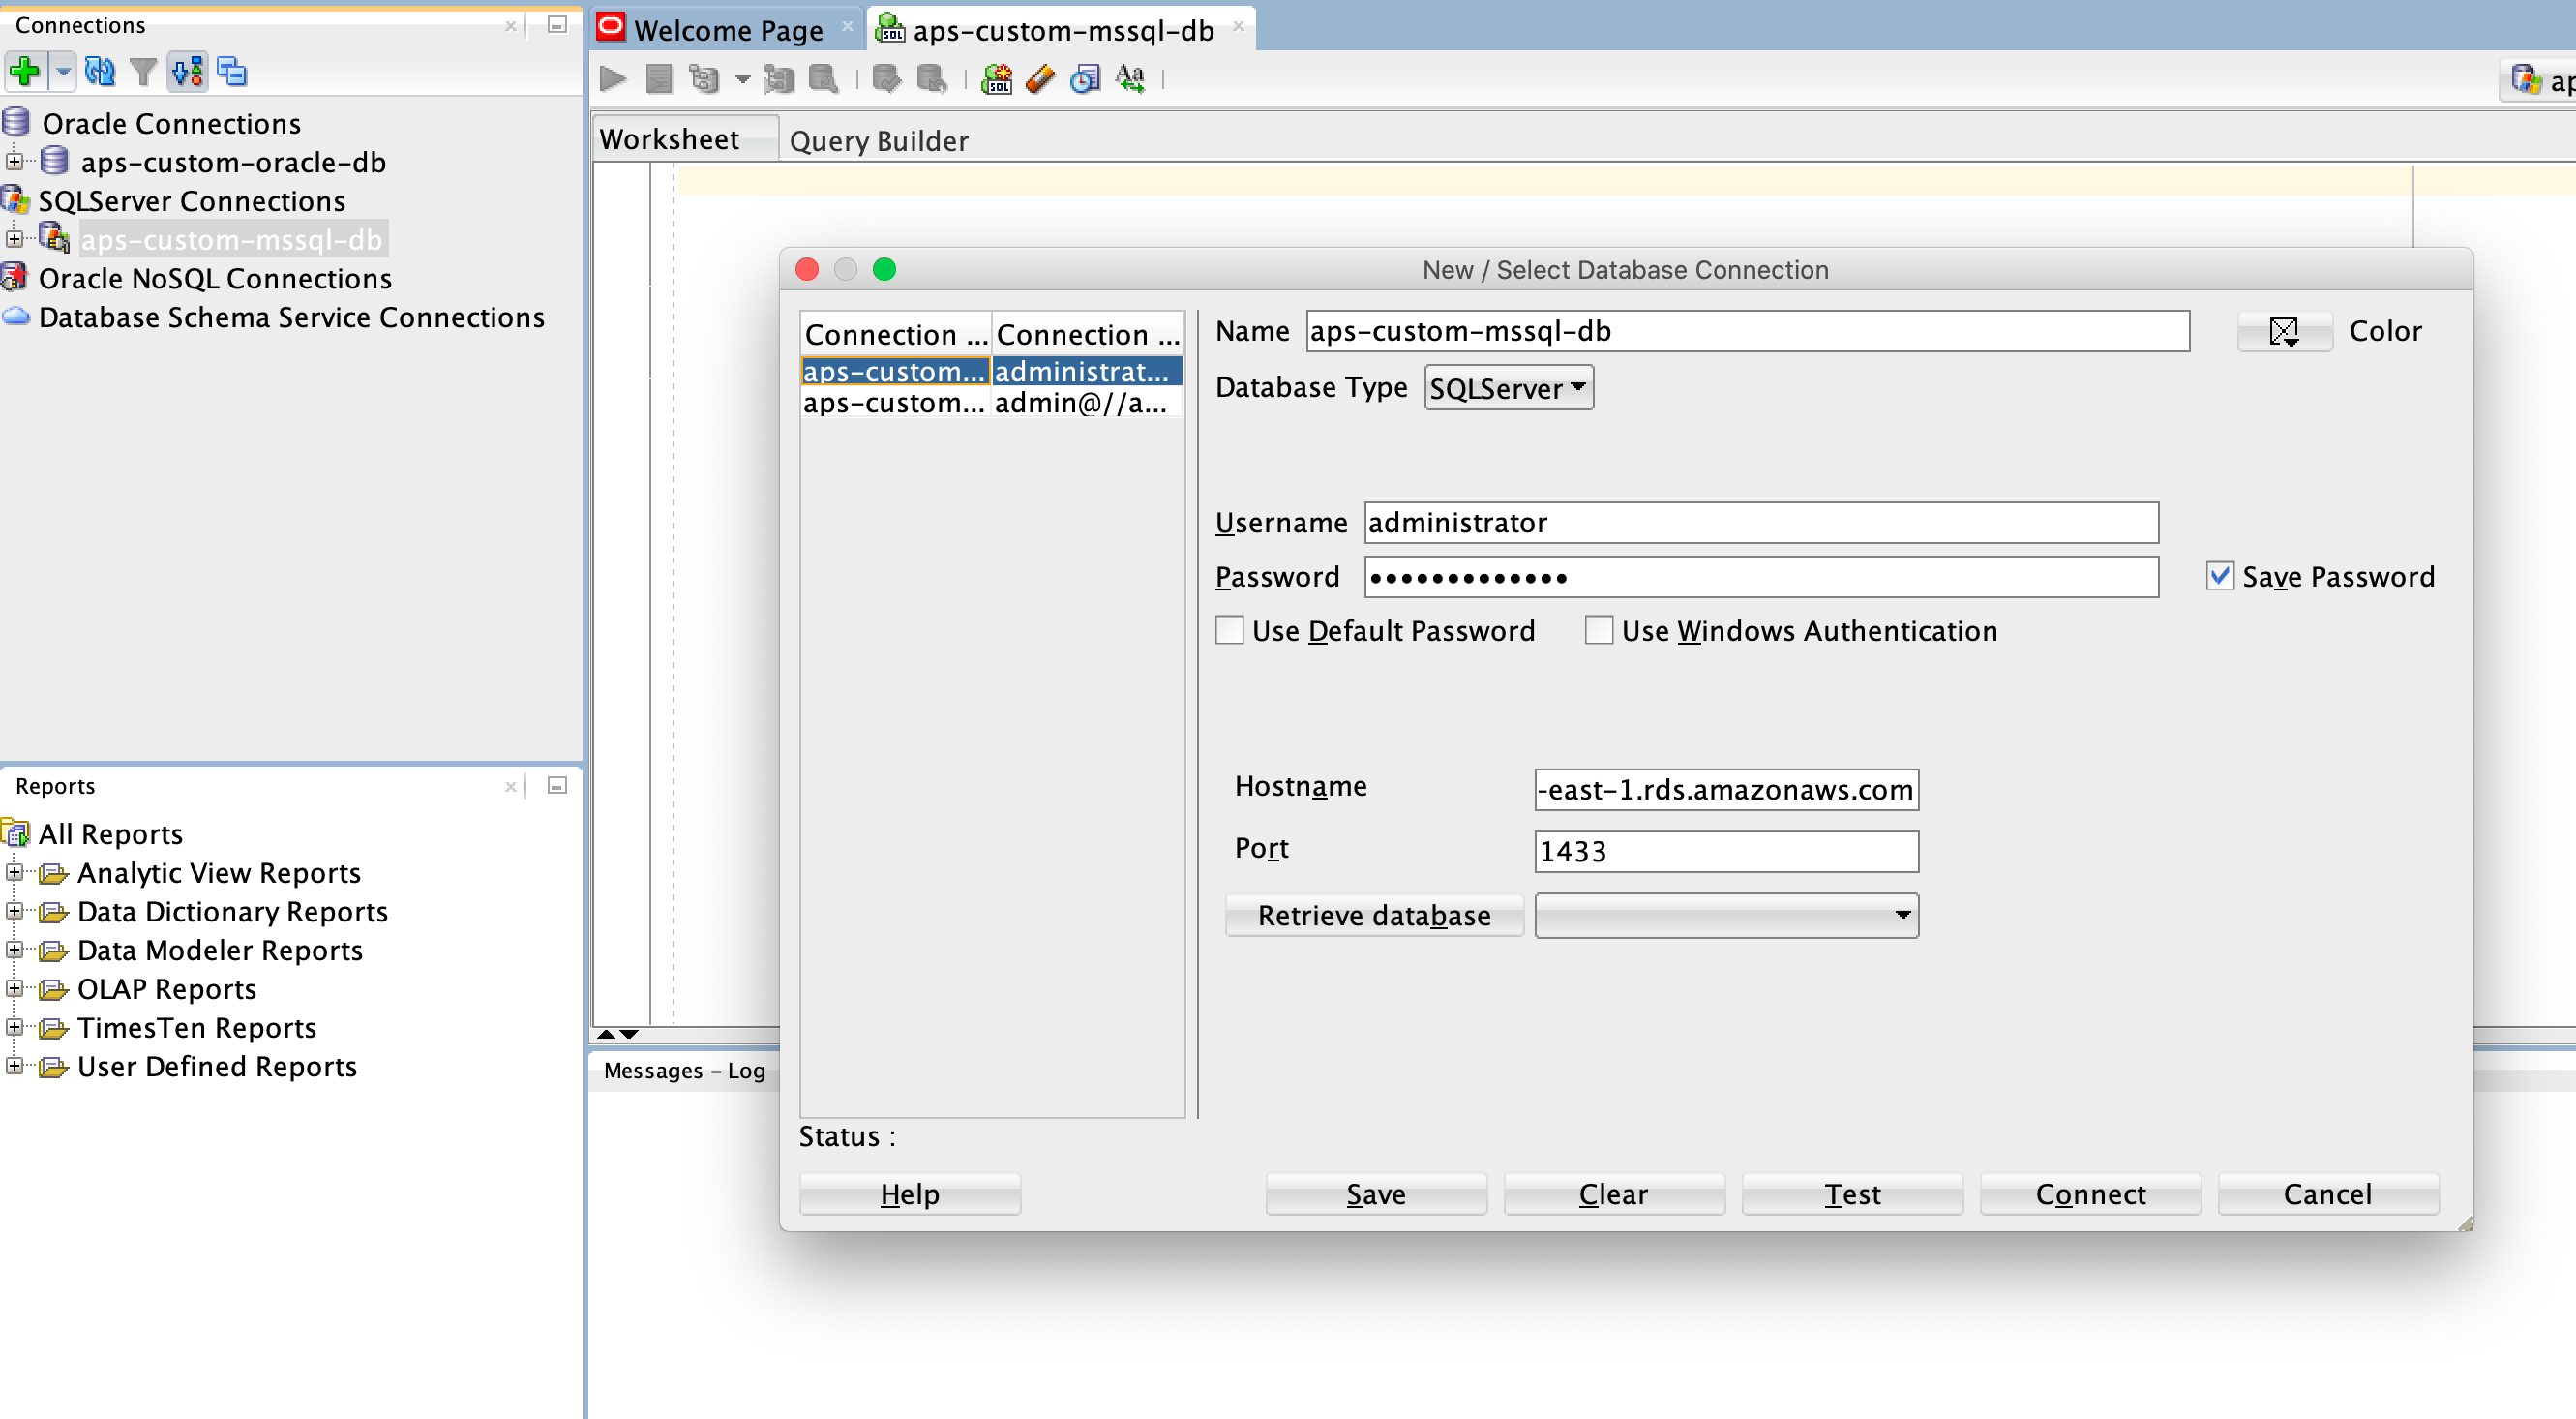 Connections
Oracle Connections
aps-custom-oracle-db
SQLServer Connections
aps-custom-mssql-db
Oracle NoSQL Connections
Database Schema Service Connections
Reports
All Reports
Analytic View Reports
Data Dictionary Reports
Data Modeler Reports
OLAP Reports
TimesTen Reports
User Defined Reports
Welcome Page
aps-custom-mssql-db
SQL
SQL
Aa
ap
Worksheet
Query Builder
Messages - Log
New / Select Database Connection
Connection ... Connection ...
aps-custom... administrat...
aps-custom... admin@//a...
Name aps-custom-mssql-db Color
Database Type SQLServer
Username administrator
Password ••••••••••••• Save Password
Use Default Password Use Windows Authentication
Hostname -east-1.rds.amazonaws.com
Port 1433
Retrieve database
Status :
Help Save Clear Test Connect Cancel